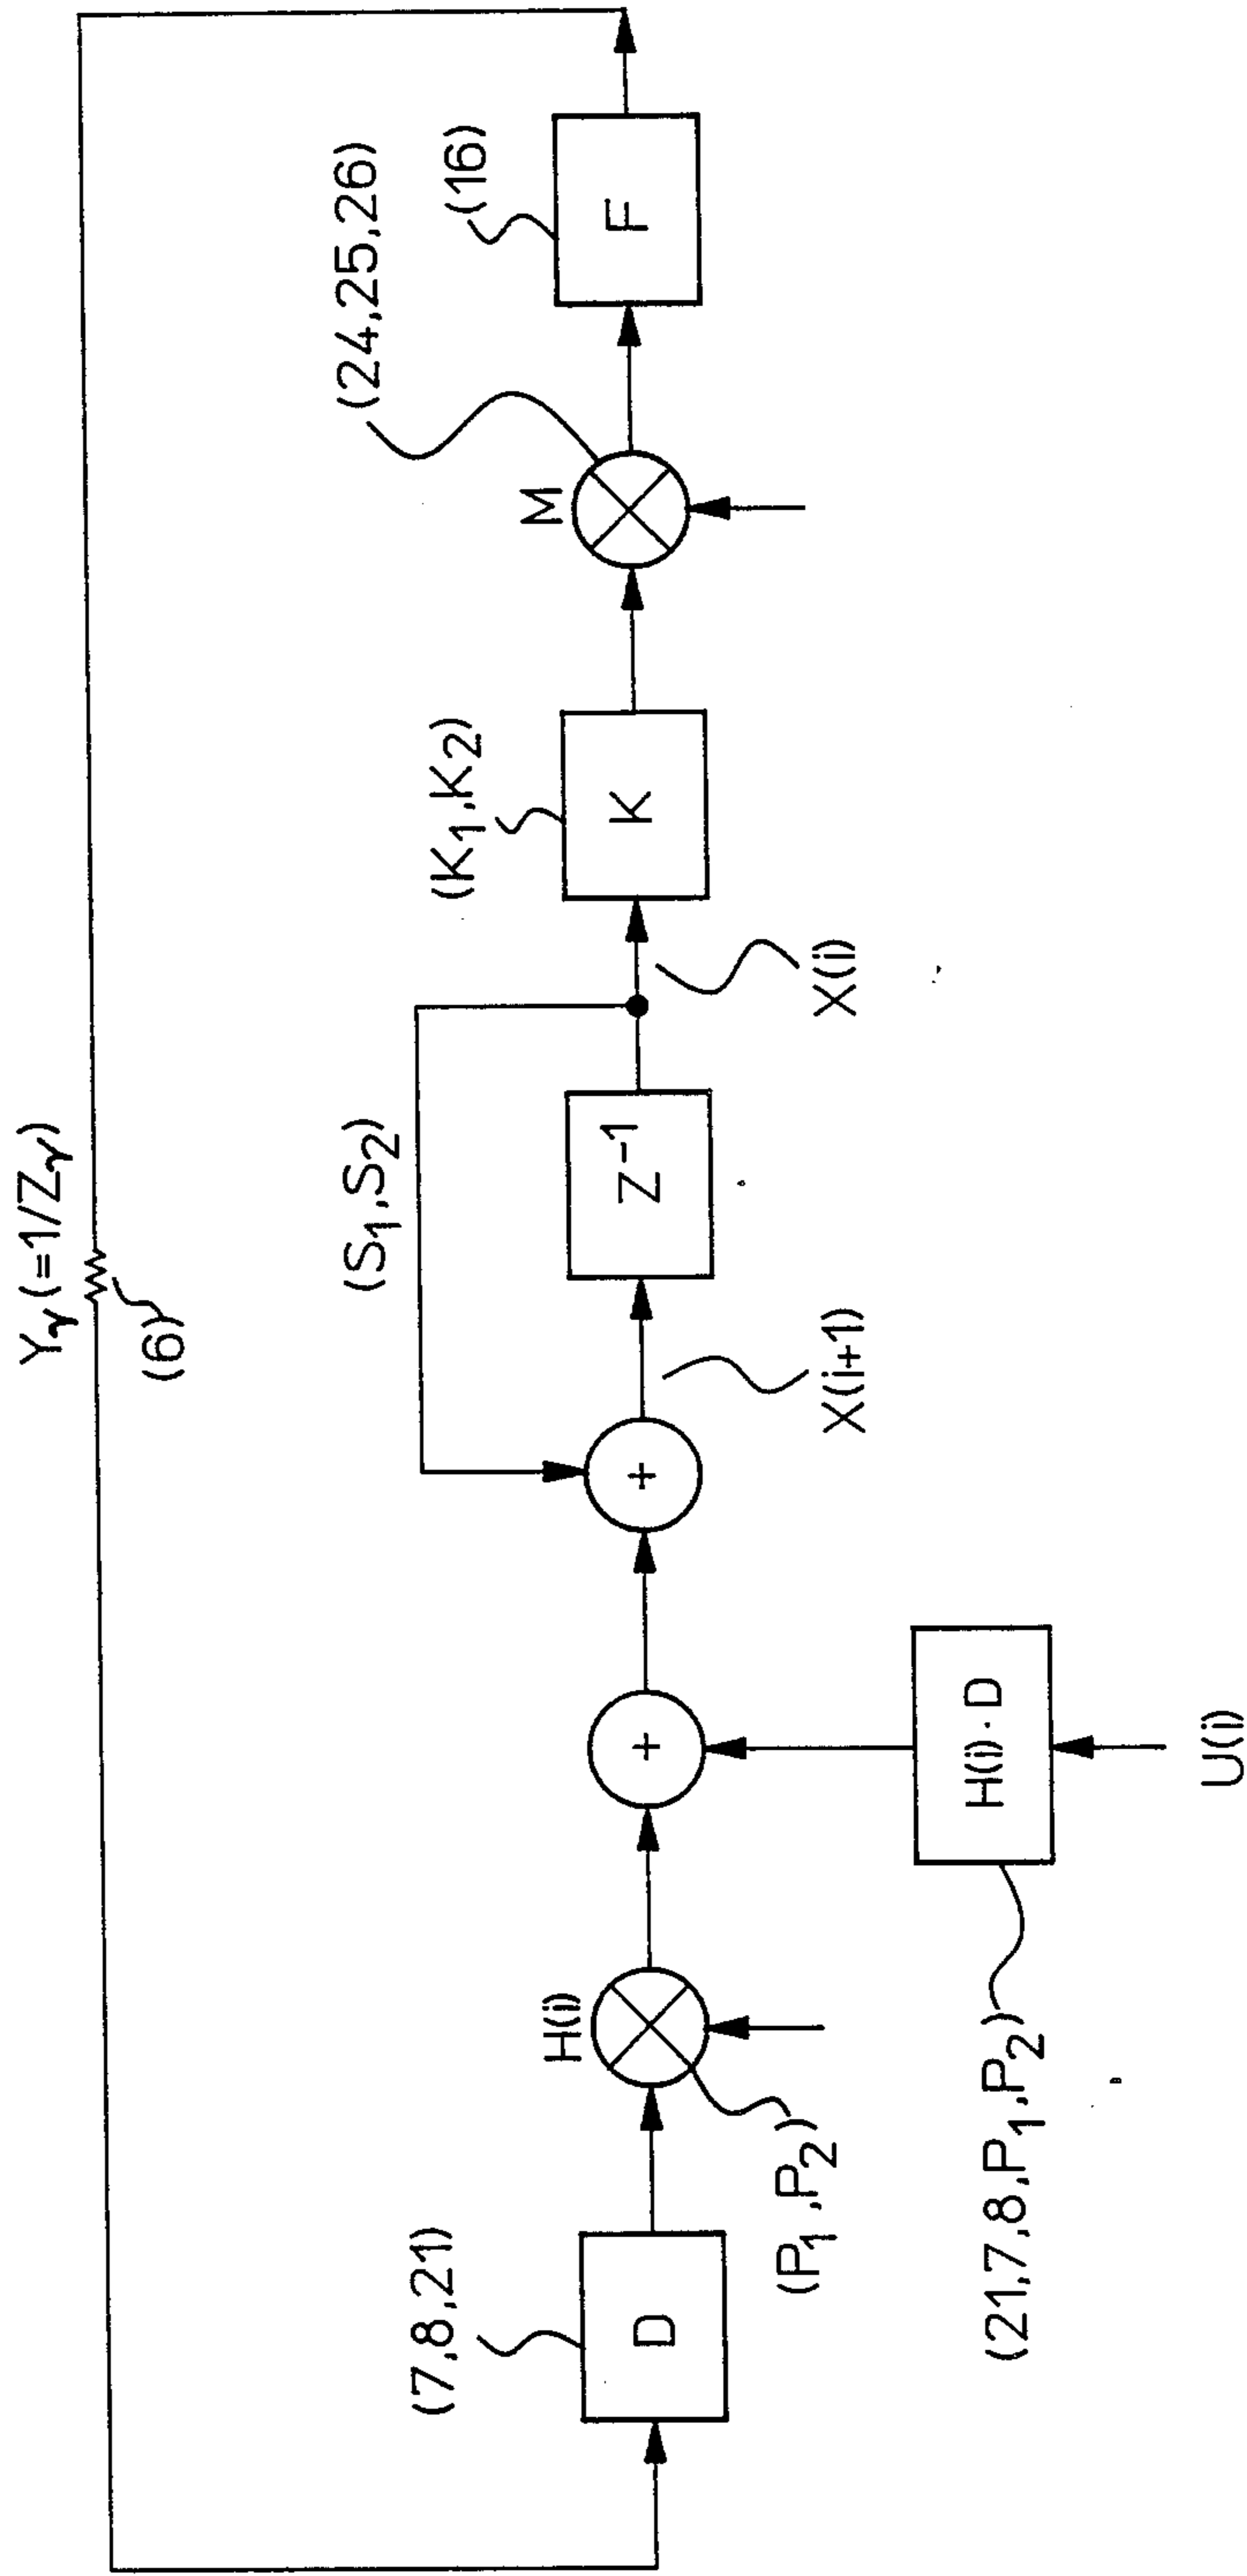 Yγ(=1/Zγ)
(6)
(S1,S2)
(K1,K2)
(24,25,26)
(16)
(7,8,21)
H(i)
M
D
+
+
Z-1
K
F
(P1,P2)
X(i+1)
X(i)
H(i)·D
(21,7,8,P1,P2)
U(i)